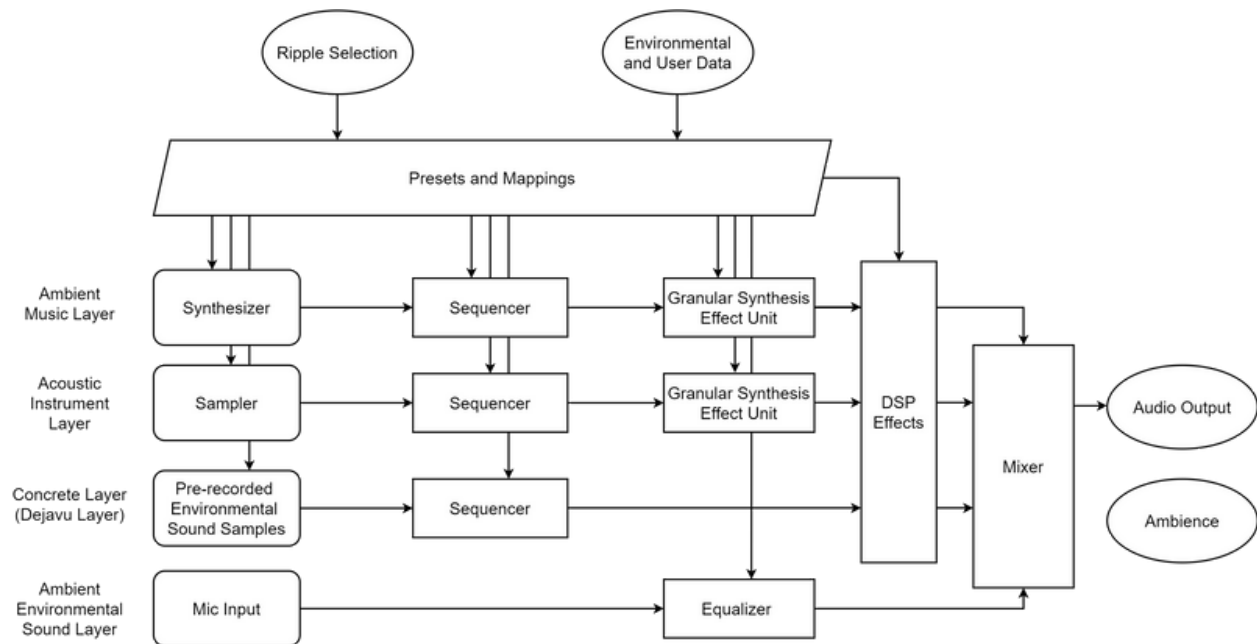 Ripple Selection
Environmental
and User Data
Presets and Mappings
Ambient
Music Layer
Synthesizer
Sequencer
Granular Synthesis
Effect Unit
Acoustic
Instrument
Layer
Sampler
Sequencer
Granular Synthesis
Effect Unit
DSP
Effects
Mixer
Audio Output
Concrete Layer
(Dejavu Layer)
Pre-recorded
Environmental
Sound Samples
Sequencer
Ambience
Ambient
Environmental
Sound Layer
Mic Input
Equalizer